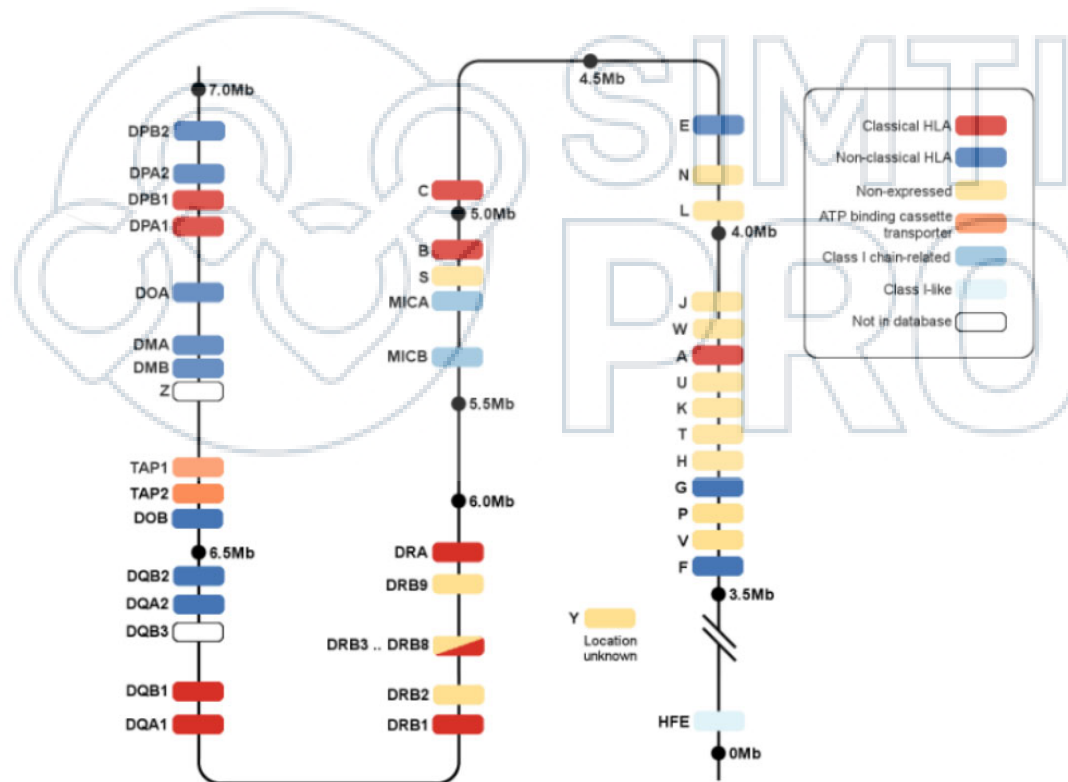 7.0Mb
DPB2
DPA2
DPB1
DPA1
DOA
DMA
DMB
Z
TAP1
TAP2
DOB
6.5Mb
DQB2
DQA2
DQB3
DQB1
DQA1
C
5.0Mb
B
S
MICA
MICB
5.5Mb
6.0Mb
DRA
DRB9
DRB3 .. DRB8
DRB2
DRB1
4.5Mb
E
N
L
4.0Mb
J
W
A
U
K
T
H
G
P
V
F
3.5Mb
Y
Location
unknown
HFE
0Mb
Classical HLA
Non-classical HLA
Non-expressed
ATP binding cassette
transporter
Class I chain-related
Class I-like
Not in database
SIMTI
PRO